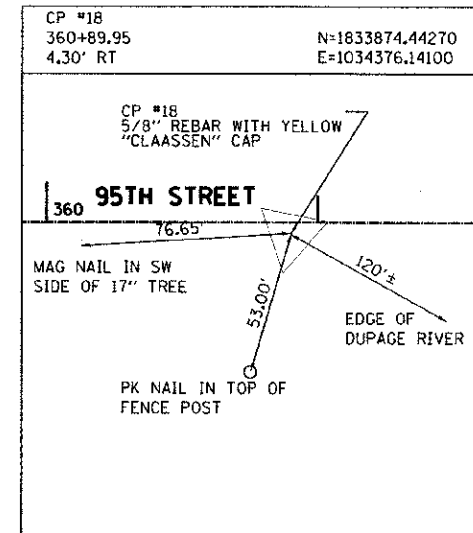 CP #18
360+89.95
4.30' RT
N=1833874.44270
E=1034376.14100
CP #18
5/8" REBAR WITH YELLOW
"CLAASSEN" CAP
360
95TH STREET
76.65'
MAG NAIL IN SW
SIDE OF 17" TREE
120'±
53.00'
EDGE OF
DUPAGE RIVER
PK NAIL IN TOP OF
FENCE POST